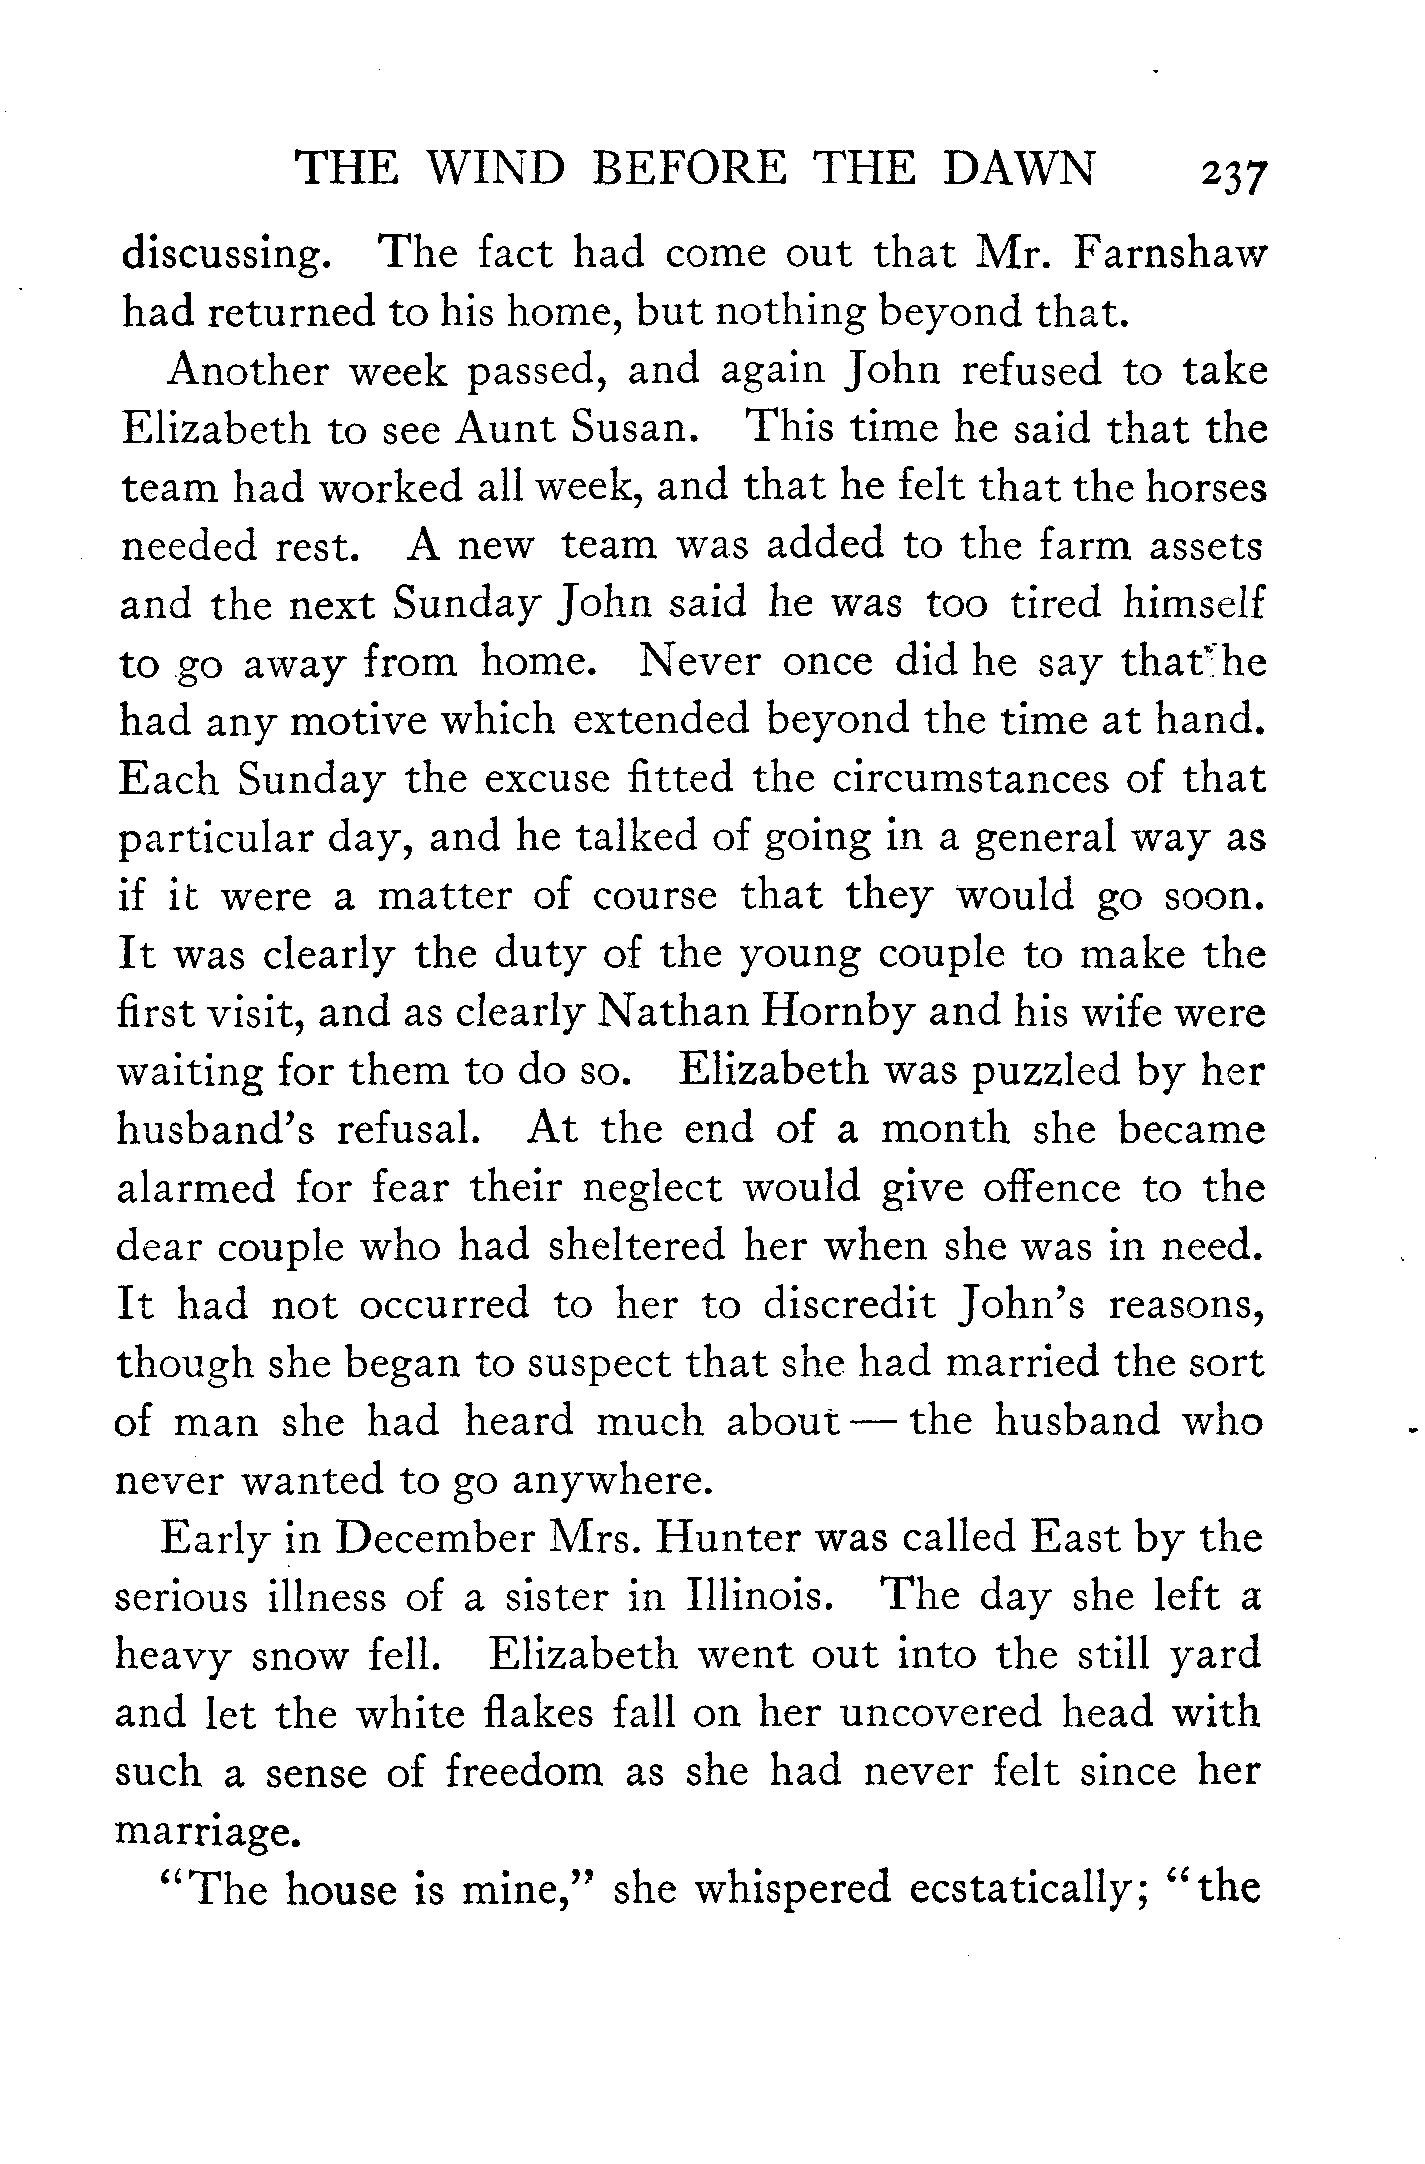 THE WIND BEFORE THE DAWN 237
discussing. The fact had come out that Mr. Farnshaw
had returned to his home, but nothing beyond that.
Another week passed, and again John refused to take
Elizabeth to see Aunt Susan. This time he said that the
team had worked all week, and that he felt that the horses
needed rest. A new team was added to the farm assets
and the next Sunday John said he was too tired himself
to go away from home. Never once did he say that he
had any motive which extended beyond the time at hand.
Each Sunday the excuse fitted the circumstances of that
particular day, and he talked of going in a general way as
if it were a matter of course that they would go soon.
It was clearly the duty of the young couple to make the
first visit, and as clearly Nathan Hornby and his wife were
waiting for them to do so. Elizabeth was puzzled by her
husband's refusal. At the end of a month she became
alarmed for fear their neglect would give offence to the
dear couple who had sheltered her when she was in need.
It had not occurred to her to discredit John's reasons,
though she began to suspect that she had married the sort
of man she had heard much about — the husband who
never wanted to go anywhere.
Early in December Mrs. Hunter was called East by the
serious illness of a sister in Illinois. The day she left a
heavy snow fell. Elizabeth went out into the still yard
and let the white flakes fall on her uncovered head with
such a sense of freedom as she had never felt since her
marriage.
"The house is mine," she whispered ecstatically; "the